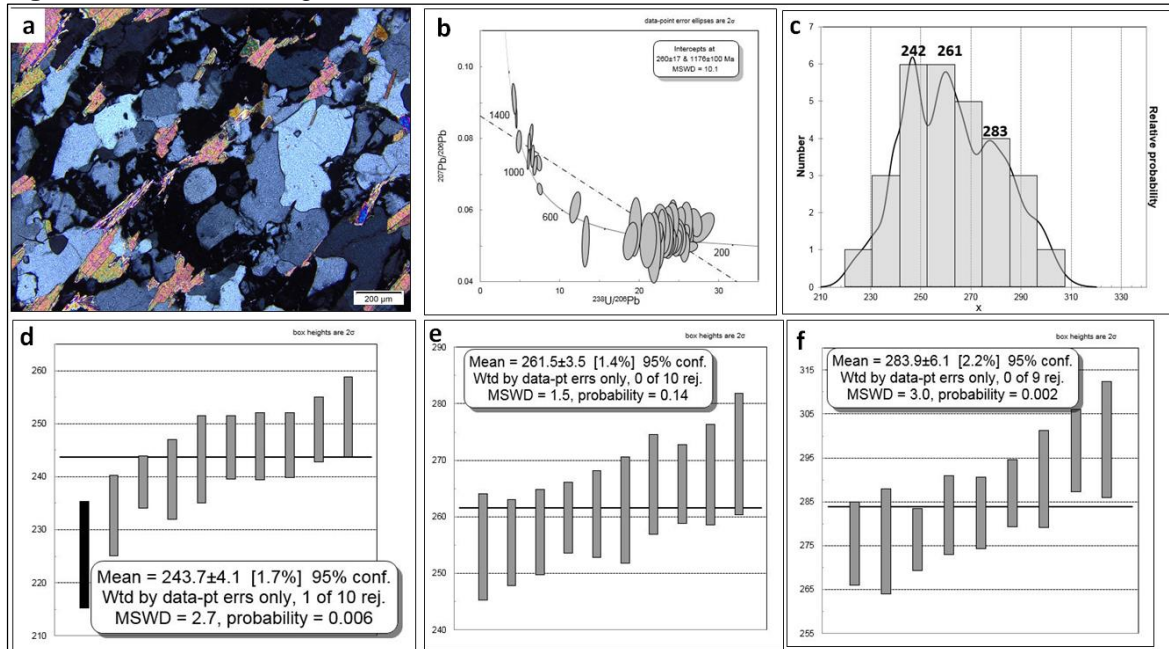 a
200 µm
b
data-point error ellipses are 2σ
Intercepts at
260±17 & 1176±100 Ma
MSWD = 10.1
0.10
0.08
0.06
0.04
207Pb/206Pb
1400
1000
600
200
0 5 10 15 20 25 30 35
238U/206Pb
c
242 261
283
7
6
5
4
3
2
1
0
Number
Relative probability
210 230 250 270 290 310 330
X
d
box heights are 2σ
260
250
240
230
220
210
Mean = 243.7±4.1 [1.7%] 95% conf.
Wtd by data-pt errs only, 1 of 10 rej.
MSWD = 2.7, probability = 0.006
e
box heights are 2σ
290
280
270
260
250
240
Mean = 261.5±3.5 [1.4%] 95% conf.
Wtd by data-pt errs only, 0 of 10 rej.
MSWD = 1.5, probability = 0.14
f
box heights are 2σ
315
305
295
285
275
265
255
Mean = 283.9±6.1 [2.2%] 95% conf.
Wtd by data-pt errs only, 0 of 9 rej.
MSWD = 3.0, probability = 0.002